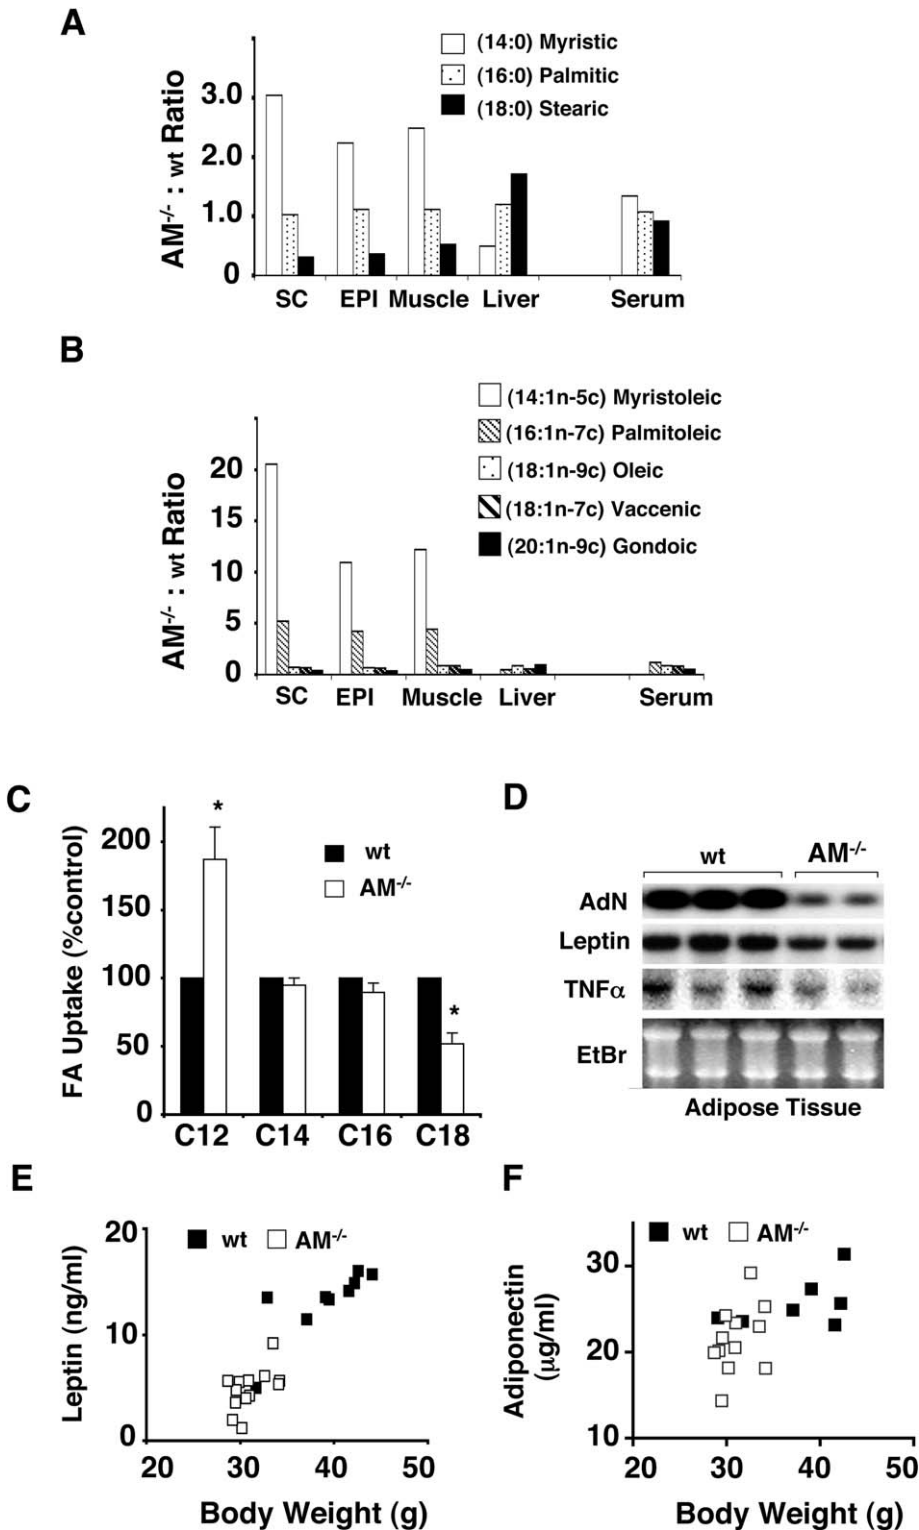 A
(14:0) Myristic
(16:0) Palmitic
(18:0) Stearic
AM-/- : wt Ratio
3.0
2.0
1.0
0
SC EPI Muscle Liver Serum
B
(14:1n-5c) Myristoleic
(16:1n-7c) Palmitoleic
(18:1n-9c) Oleic
(18:1n-7c) Vaccenic
(20:1n-9c) Gondoic
AM-/- : wt Ratio
20
15
10
5
0
SC EPI Muscle Liver Serum
C
FA Uptake (%control)
200
150
100
50
0
*
wt
AM-/-
*
C12 C14 C16 C18
D
wt AM-/-
AdN
Leptin
TNFα
EtBr
Adipose Tissue
E
Leptin (ng/ml)
20
10
0
wt AM-/-
20 30 40 50
Body Weight (g)
F
Adiponectin
(μg/ml)
30
20
10
wt AM-/-
20 30 40 50
Body Weight (g)